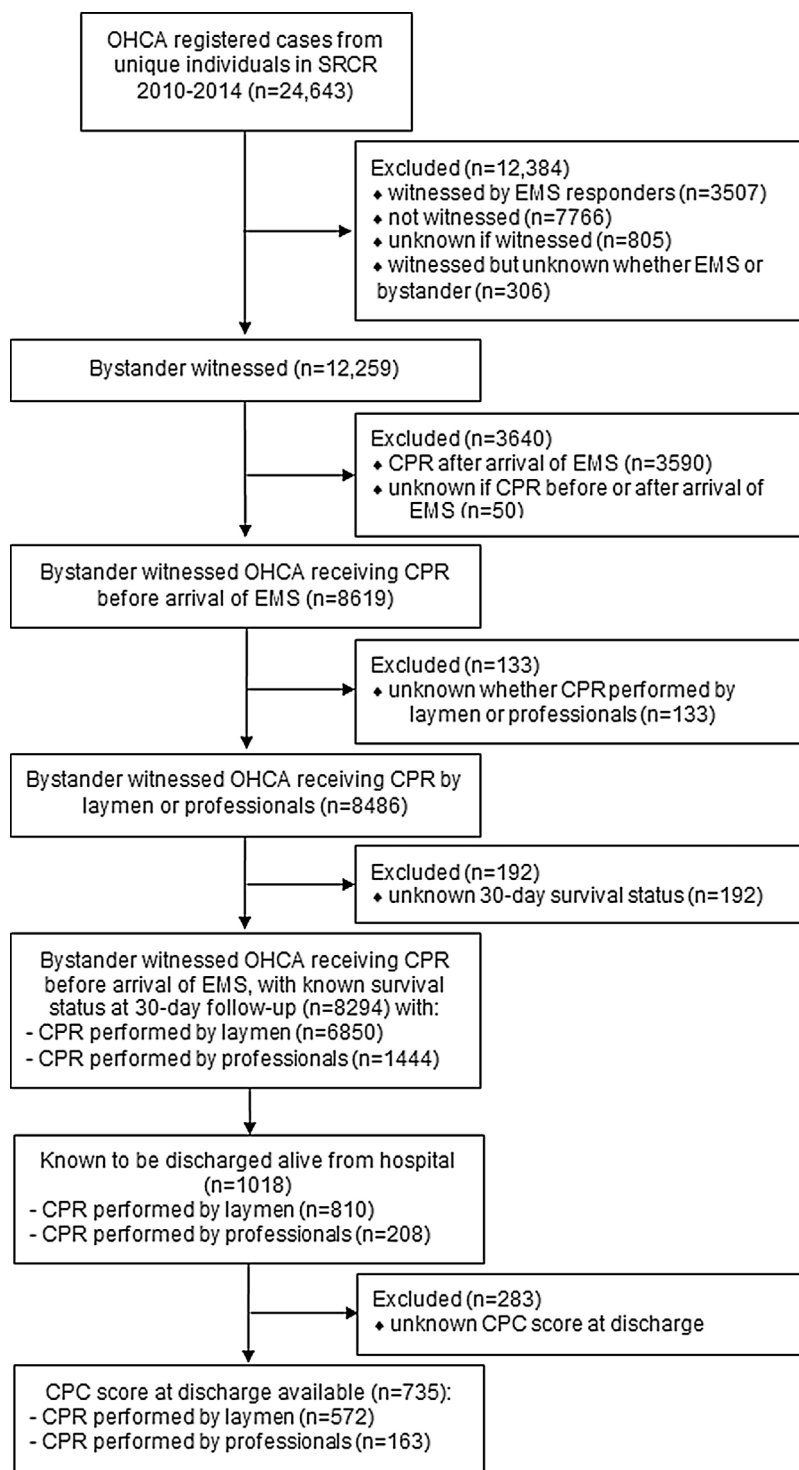 OHCA registered cases from
unique individuals in SRCR
2010-2014 (n=24,643)
Excluded (n=12,384)
♦ witnessed by EMS responders (n=3507)
♦ not witnessed (n=7766)
♦ unknown if witnessed (n=805)
♦ witnessed but unknown whether EMS or
bystander (n=306)
Bystander witnessed (n=12,259)
Excluded (n=3640)
♦ CPR after arrival of EMS (n=3590)
♦ unknown if CPR before or after arrival of
EMS (n=50)
Bystander witnessed OHCA receiving CPR
before arrival of EMS (n=8619)
Excluded (n=133)
♦ unknown whether CPR performed by
laymen or professionals (n=133)
Bystander witnessed OHCA receiving CPR by
laymen or professionals (n=8486)
Excluded (n=192)
♦ unknown 30-day survival status (n=192)
Bystander witnessed OHCA receiving CPR
before arrival of EMS, with known survival
status at 30-day follow-up (n=8294) with:
- CPR performed by laymen (n=6850)
- CPR performed by professionals (n=1444)
Known to be discharged alive from hospital
(n=1018)
- CPR performed by laymen (n=810)
- CPR performed by professionals (n=208)
Excluded (n=283)
♦ unknown CPC score at discharge
CPC score at discharge available (n=735):
- CPR performed by laymen (n=572)
- CPR performed by professionals (n=163)